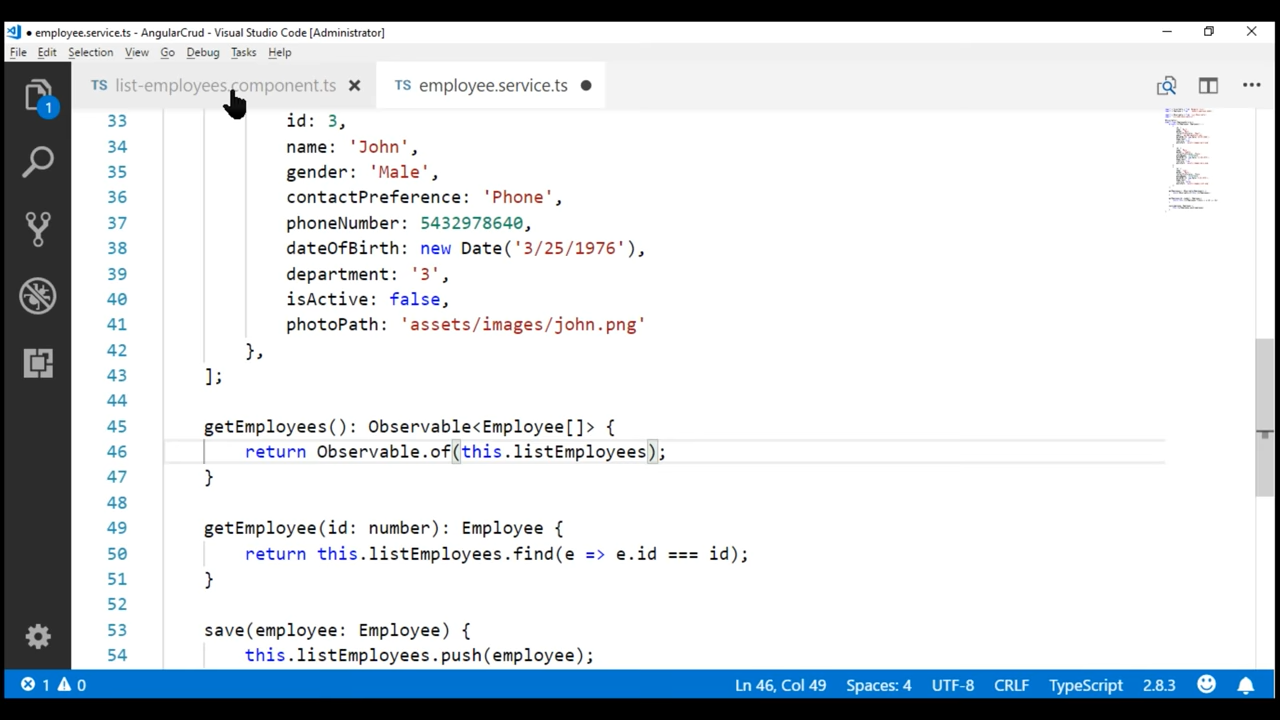 employee.service.ts - AngularCrud - Visual Studio Code [Administrator]
File Edit Selection View Go Debug Tasks Help
1
TS list-employees.component.ts TS employee.service.ts
33 id: 3,
34 name: 'John',
35 gender: 'Male',
36 contactPreference: 'Phone',
37 phoneNumber: 5432978640,
38 dateOfBirth: new Date('3/25/1976'),
39 department: '3',
40 isActive: false,
41 photoPath: 'assets/images/john.png'
42 },
43 ];
44
45 getEmployees(): Observable<Employee[]> {
46 return Observable.of(this.listEmployees);
47 }
48
49 getEmployee(id: number): Employee {
50 return this.listEmployees.find(e => e.id === id);
51 }
52
53 save(employee: Employee) {
54 this.listEmployees.push(employee);
1 0 Ln 46, Col 49 Spaces: 4 UTF-8 CRLF TypeScript 2.8.3